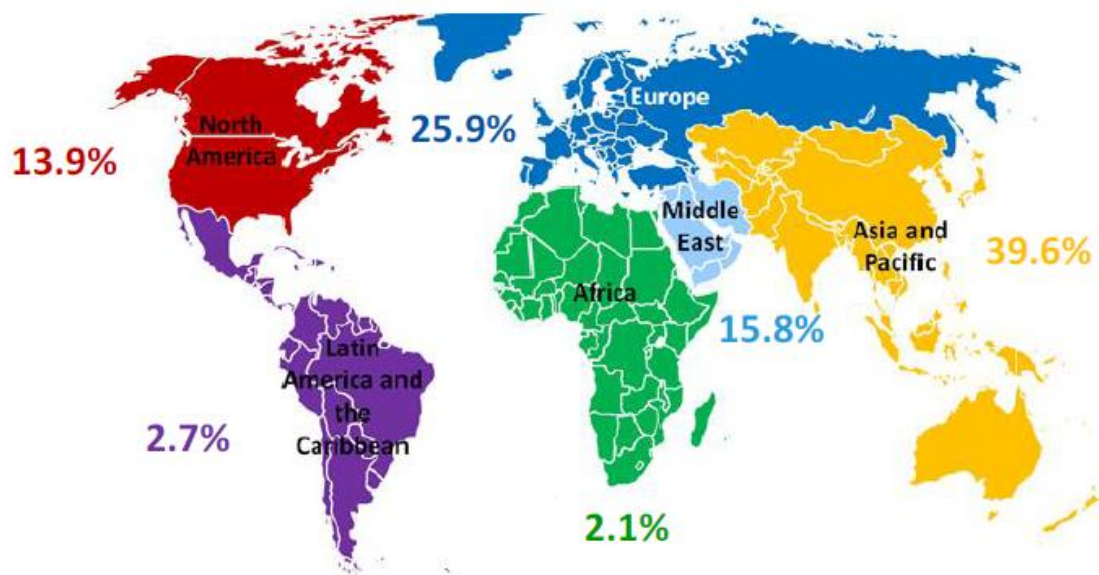 Europe
25.9%
North
America
13.9%
Middle
East
Asia and
Pacific
39.6%
Africa
15.8%
Latin
America and
the
Caribbean
2.7%
2.1%